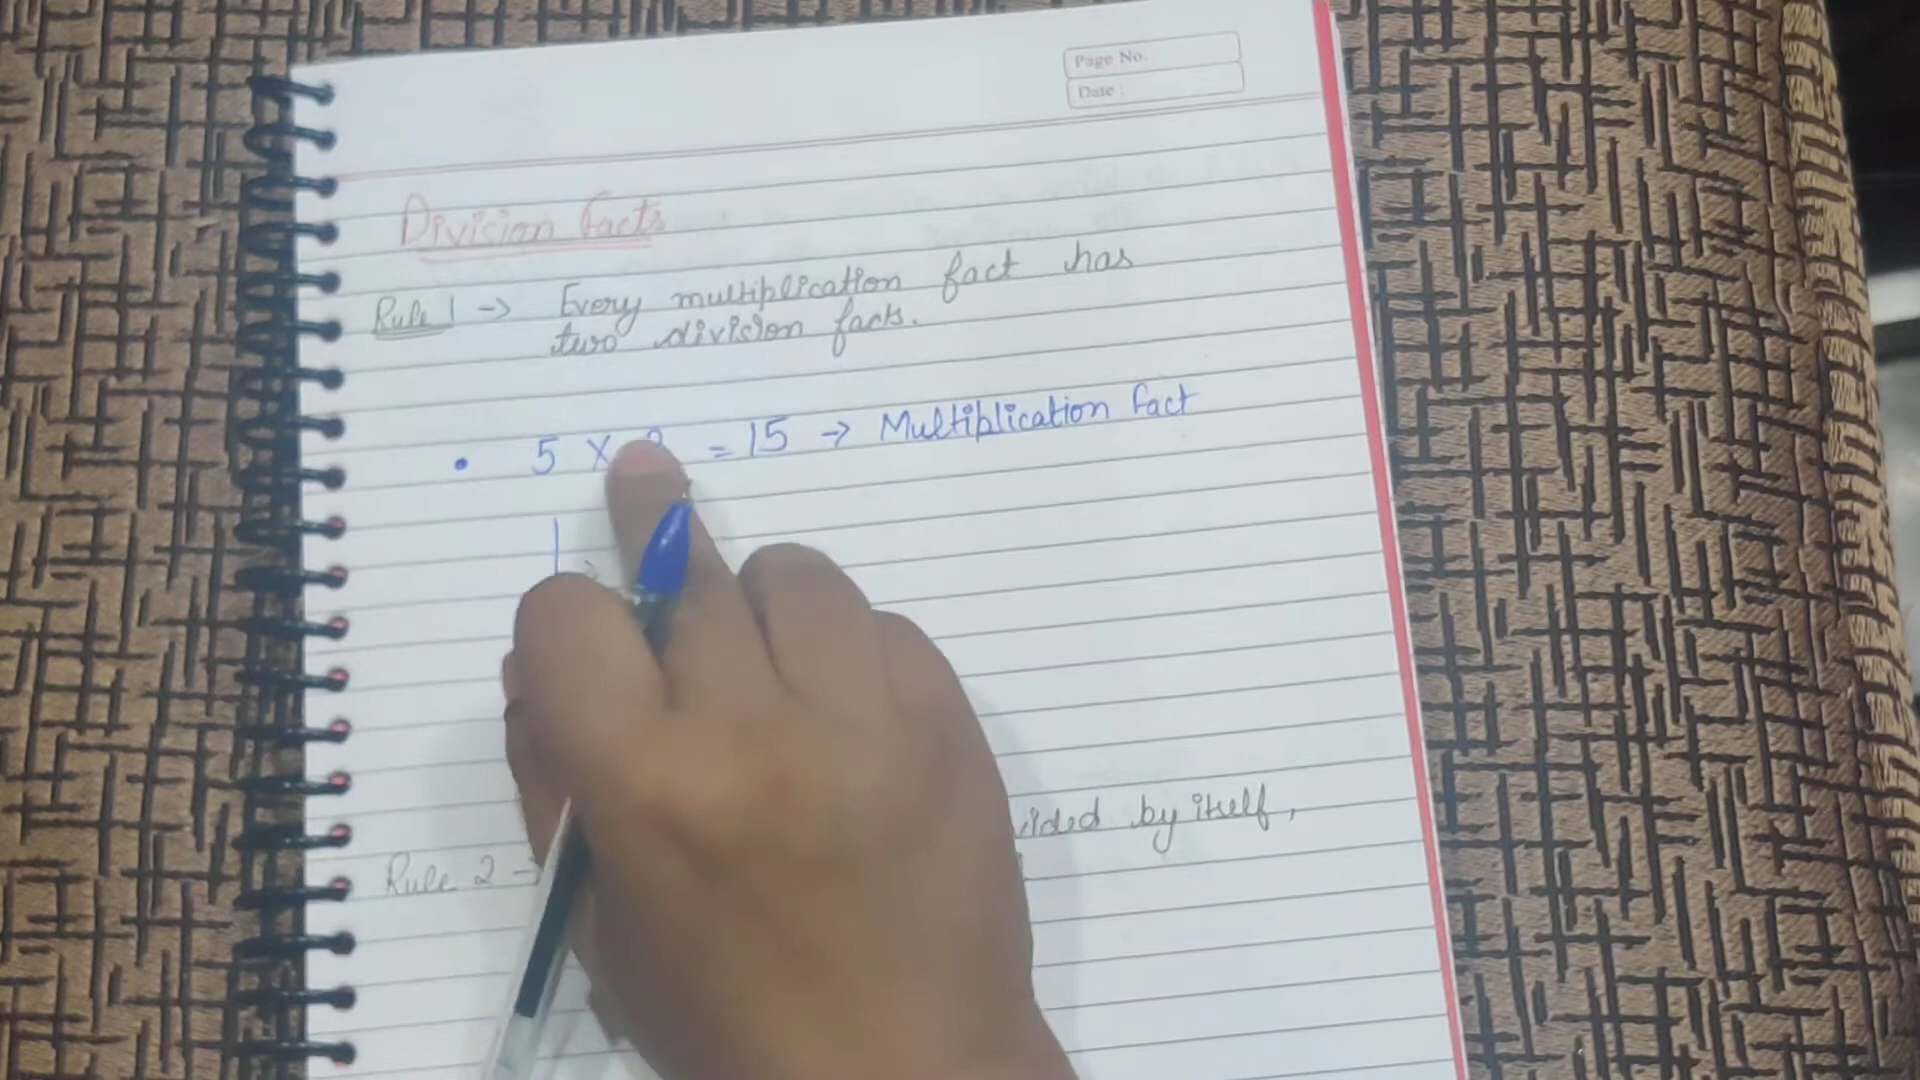 Page No.
Date :
Division facts
Rule 1 -> Every multiplication fact has
two division facts.
• 5 X = 15 -> Multiplication fact
by itself,
Rule 2 ->